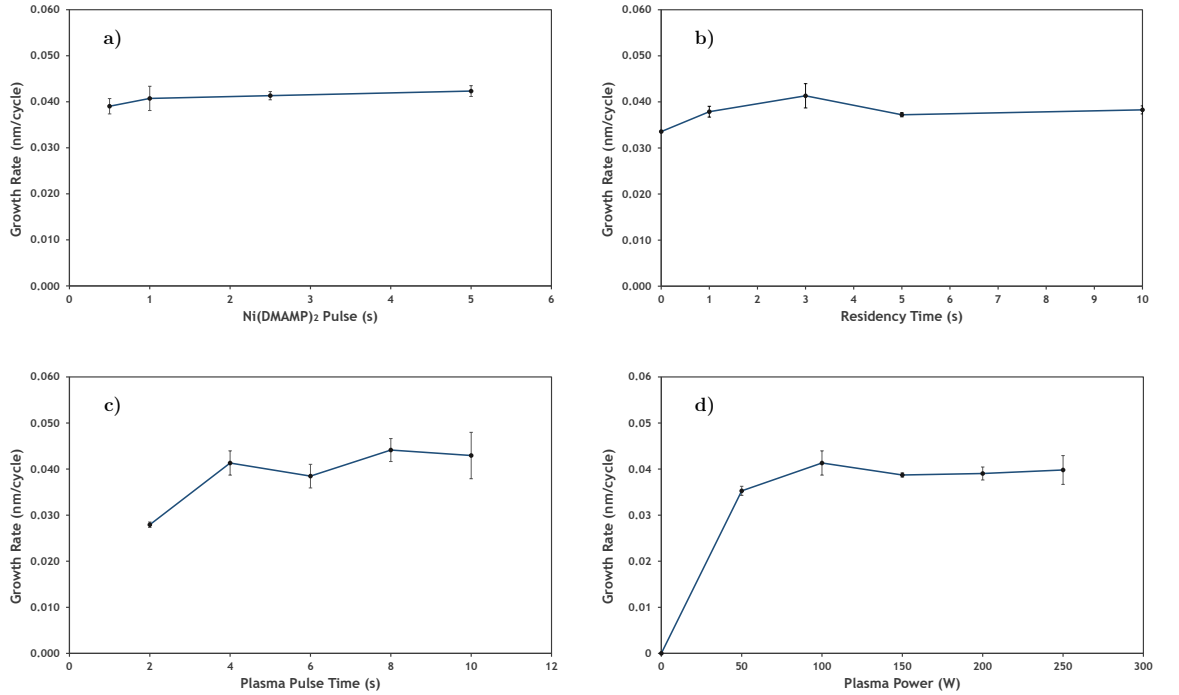 a)
0.060
0.050
0.040
0.030
0.020
0.010
0.000
Growth Rate (nm/cycle)
0 1 2 3 4 5 6
Ni(DMAMP)₂ Pulse (s)
b)
0.060
0.050
0.040
0.030
0.020
0.010
0.000
Growth Rate (nm/cycle)
0 1 2 3 4 5 6 7 8 9 10
Residency Time (s)
c)
0.060
0.050
0.040
0.030
0.020
0.010
0.000
Growth Rate (nm/cycle)
0 2 4 6 8 10 12
Plasma Pulse Time (s)
d)
0.06
0.05
0.04
0.03
0.02
0.01
0
Growth Rate (nm/cycle)
0 50 100 150 200 250 300
Plasma Power (W)